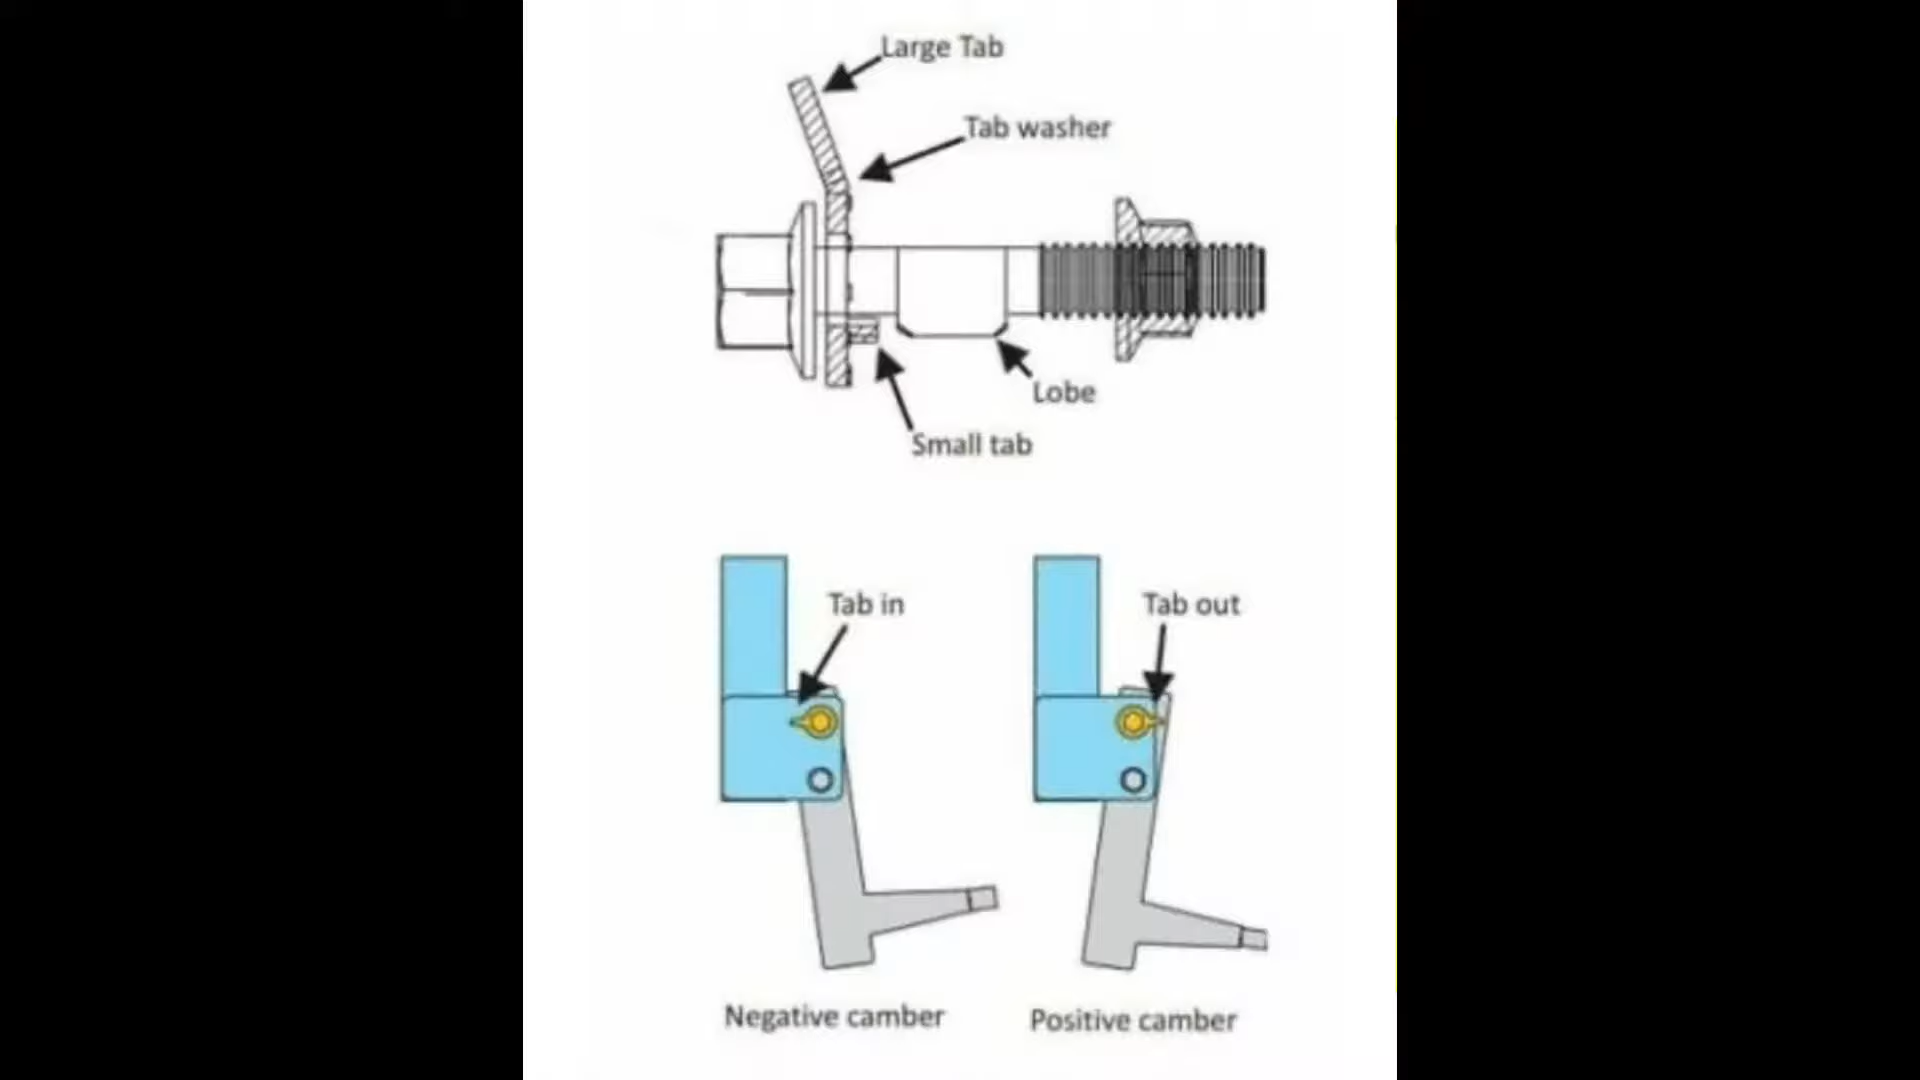 Large Tab
Tab washer
Lobe
Small tab
Tab in
Tab out
Negative camber
Positive camber